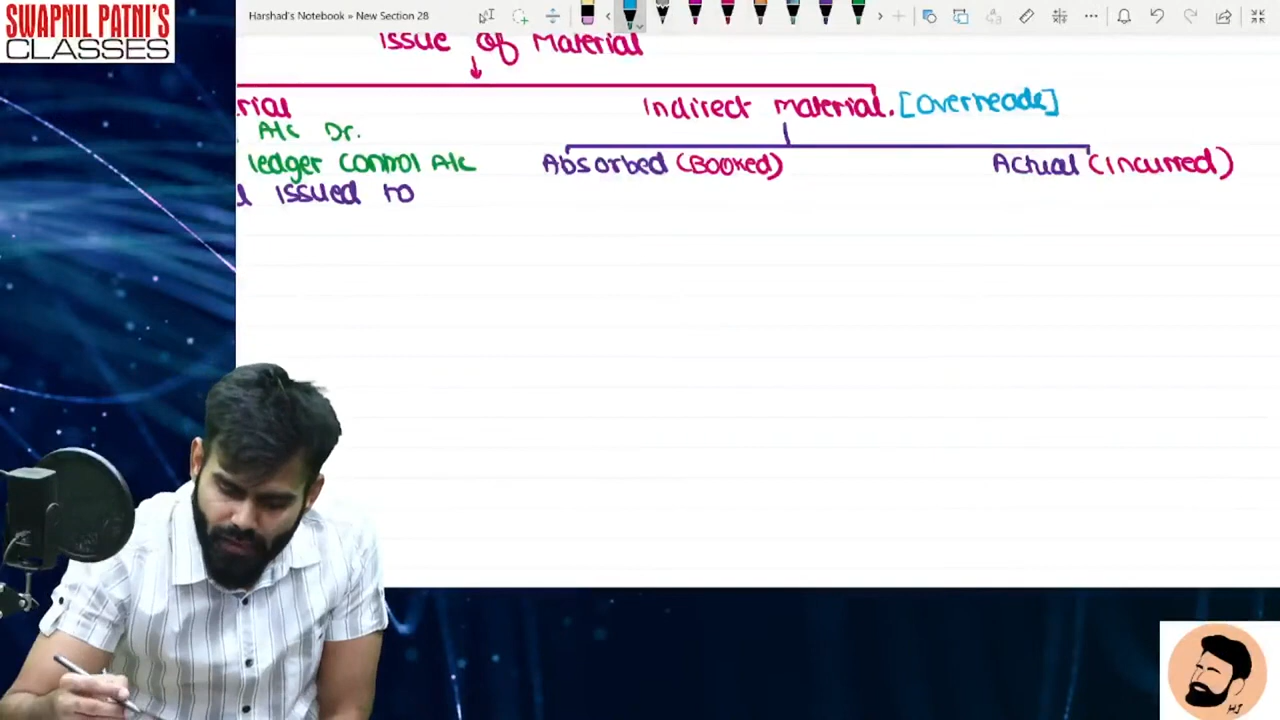 SWAPNIL PATNI'S
CLASSES
Harshad's Notebook » New Section 28
Issue of Material
rial
Indirect material. [Overheads]
A/c Dr.
ledger control A/c
Absorbed (Booked)
Actual (Incurred)
issued to
HJ